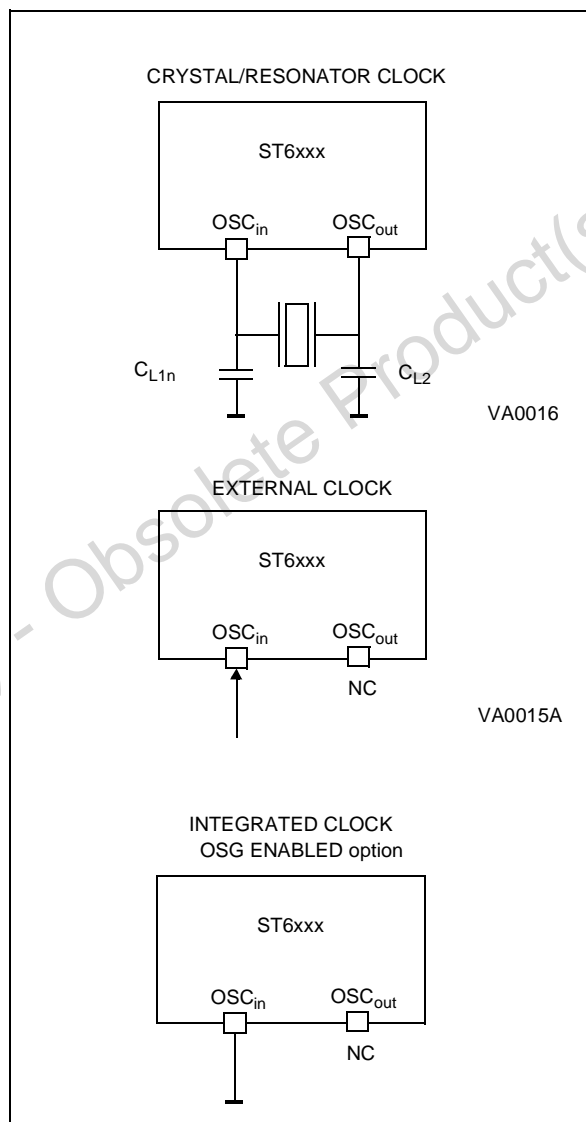 CRYSTAL/RESONATOR CLOCK
ST6xxx
OSCin OSCout
CL1n CL2
VA0016
EXTERNAL CLOCK
ST6xxx
OSCin OSCout
NC
VA0015A
INTEGRATED CLOCK
OSG ENABLED option
ST6xxx
OSCin OSCout
NC
- Obsolete Product(s